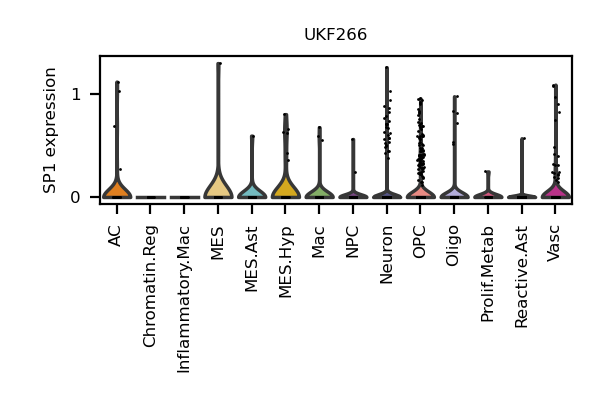 UKF266
SP1 expression
1
0
AC
Chromatin.Reg
Inflammatory.Mac
MES
MES.Ast
MES.Hyp
Mac
NPC
Neuron
OPC
Oligo
Prolif.Metab
Reactive.Ast
Vasc